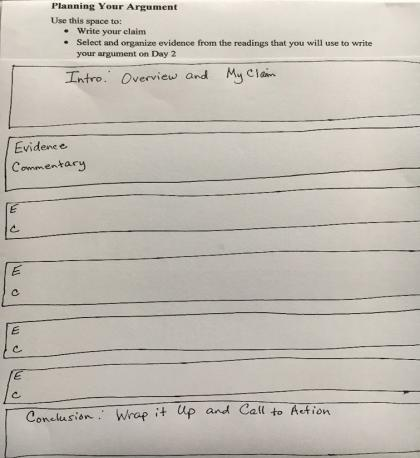 Planning Your Argument
Use this space to:
• Write your claim
• Select and organize evidence from the readings that you will use to write
your argument on Day 2
Intro: Overview and My Claim
Evidence
Commentary
E
C
E
C
E
C
E
C
Conclusion: Wrap it Up and Call to Action